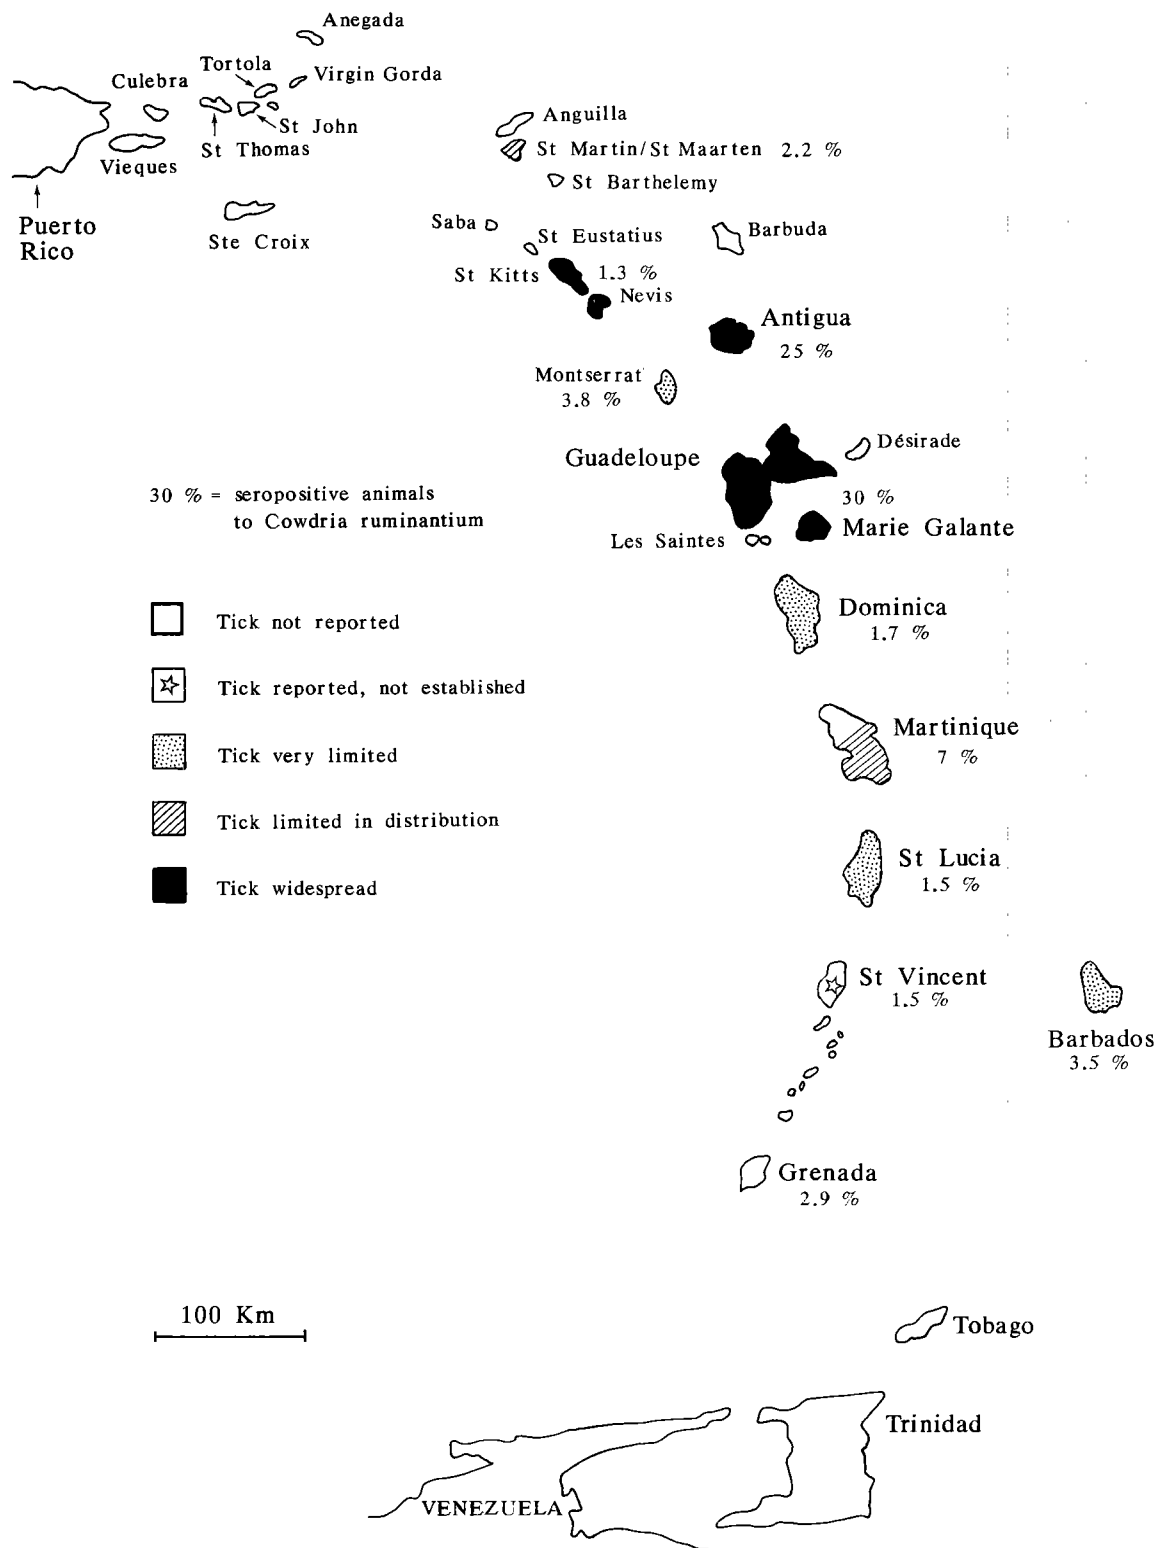 Anegada
Tortola
Virgin Gorda
Culebra
St John
St Thomas
Vieques
Puerto
Rico
Ste Croix
Anguilla
St Martin/St Maarten 2.2 %
St Barthelemy
Saba
St Eustatius
Barbuda
St Kitts
1.3 %
Nevis
Antigua
25 %
Montserrat
3.8 %
Guadeloupe
Désirade
30 %
Marie Galante
Les Saintes
30 % = seropositive animals
to Cowdria ruminantium
Dominica
1.7 %
Tick not reported
Tick reported, not established
Tick very limited
Tick limited in distribution
Tick widespread
Martinique
7 %
St Lucia
1.5 %
St Vincent
1.5 %
Barbados
3.5 %
Grenada
2.9 %
100 Km
Tobago
Trinidad
VENEZUELA